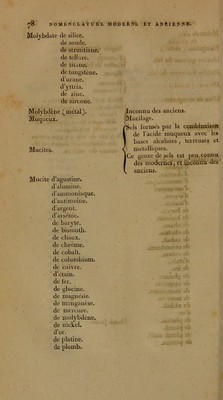 78 NOMENCLATURE MODERNE ET ANCIENNE.
Molybdate de silice.
de soude.
de strontiane.
de tellure.
de titane.
de tungstène.
d'urane.
d'yttria.
de zinc.
de zircone.
Molybdène (métal). Inconnu des anciens.
Muqueux. Mucilage.
Mucites. Sels formés par la combinaison
de l'acide muqueux avec les
bases alcalines, terreuses et
métalliques.
Ce genre de sels est peu connu
des modernes, et inconnu des
anciens.
Mucite d'agustine.
d'alumine.
d'ammoniaque.
d'antimoine.
d'argent.
d'arsenic.
de baryte.
de bismuth.
de chaux.
de chrôme.
de cobalt.
de columbium.
de cuivre.
d'étain.
de fer.
de glucine.
de magnésie.
de manganèse.
de mercure.
de molybdène.
de nickel.
d'or.
de platine.
de plomb.